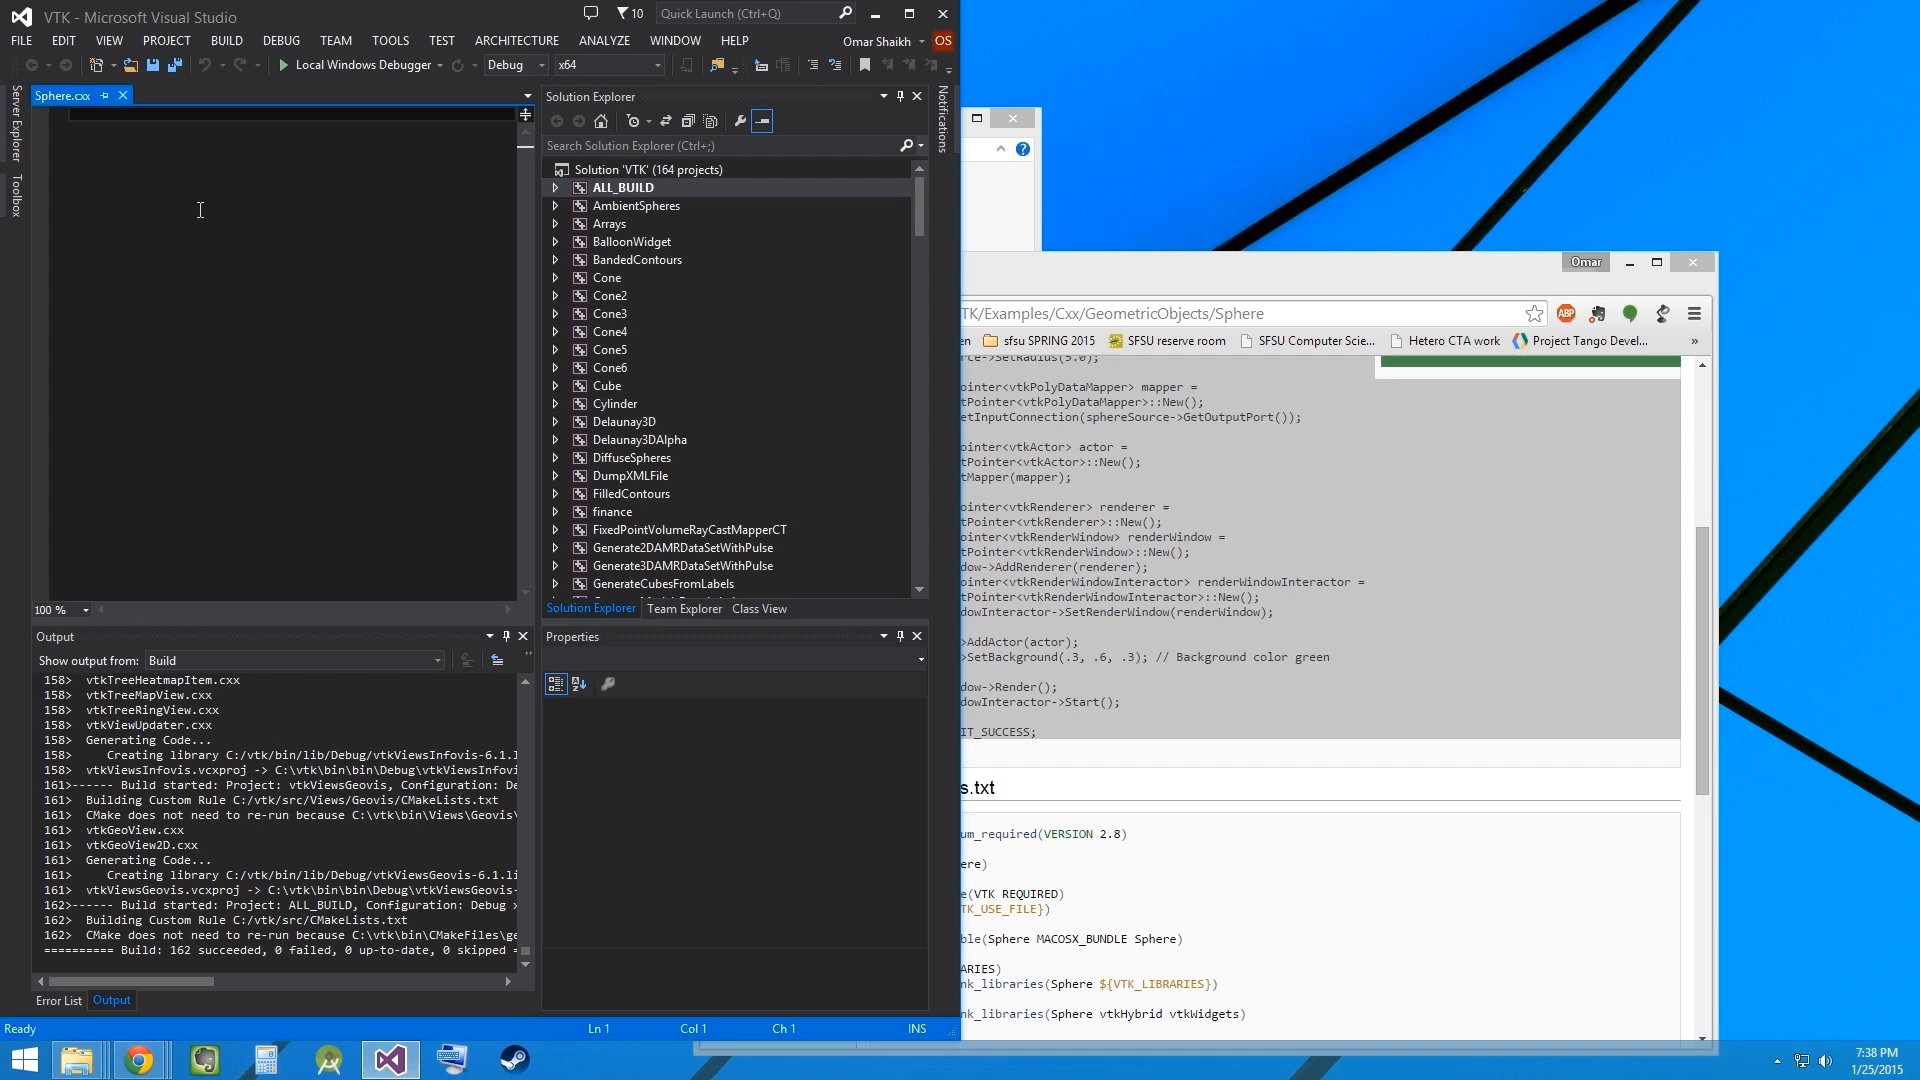 VTK - Microsoft Visual Studio
10
Quick Launch (Ctrl+Q)
FILE EDIT VIEW PROJECT BUILD DEBUG TEAM TOOLS TEST ARCHITECTURE ANALYZE WINDOW HELP
Omar Shaikh
OS
Local Windows Debugger
Debug
x64
Server Explorer
Toolbox
Sphere.cxx
100 %
Solution Explorer
Search Solution Explorer (Ctrl+;)
Solution 'VTK' (164 projects)
ALL_BUILD
AmbientSpheres
Arrays
BalloonWidget
BandedContours
Cone
Cone2
Cone3
Cone4
Cone5
Cone6
Cube
Cylinder
Delaunay3D
Delaunay3DAlpha
DiffuseSpheres
DumpXMLFile
FilledContours
finance
FixedPointVolumeRayCastMapperCT
Generate2DAMRDataSetWithPulse
Generate3DAMRDataSetWithPulse
GenerateCubesFromLabels
Solution Explorer Team Explorer Class View
Notifications
Output
Show output from: Build
158> vtkTreeHeatmapItem.cxx
158> vtkTreeMapView.cxx
158> vtkTreeRingView.cxx
158> vtkViewUpdater.cxx
158> Generating Code...
158> Creating library C:/vtk/bin/lib/Debug/vtkViewsInfovis-6.1.l
158> vtkViewsInfovis.vcxproj -> C:\vtk\bin\bin\Debug\vtkViewsInfovi
161>------ Build started: Project: vtkViewsGeovis, Configuration: De
161> Building Custom Rule C:/vtk/src/Views/Geovis/CMakeLists.txt
161> CMake does not need to re-run because C:\vtk\bin\Views\Geovis\
161> vtkGeoView.cxx
161> vtkGeoView2D.cxx
161> Generating Code...
161> Creating library C:/vtk/bin/lib/Debug/vtkViewsGeovis-6.1.li
161> vtkViewsGeovis.vcxproj -> C:\vtk\bin\bin\Debug\vtkViewsGeovis-
162>------ Build started: Project: ALL_BUILD, Configuration: Debug x
162> Building Custom Rule C:/vtk/src/CMakeLists.txt
162> CMake does not need to re-run because C:\vtk\bin\CMakeFiles\ge
========== Build: 162 succeeded, 0 failed, 0 up-to-date, 0 skipped =
Error List Output
Properties
Ready
Ln 1
Col 1
Ch 1
INS
Omar
TK/Examples/Cxx/GeometricObjects/Sphere
ABP
en
sfsu SPRING 2015
SFSU reserve room
SFSU Computer Scie...
Hetero CTA work
Project Tango Devel...
»
rce->SetRadius(5.0);
ointer<vtkPolyDataMapper> mapper =
tPointer<vtkPolyDataMapper>::New();
etInputConnection(sphereSource->GetOutputPort());
ointer<vtkActor> actor =
tPointer<vtkActor>::New();
tMapper(mapper);
ointer<vtkRenderer> renderer =
tPointer<vtkRenderer>::New();
ointer<vtkRenderWindow> renderWindow =
tPointer<vtkRenderWindow>::New();
dow->AddRenderer(renderer);
ointer<vtkRenderWindowInteractor> renderWindowInteractor =
tPointer<vtkRenderWindowInteractor>::New();
dowInteractor->SetRenderWindow(renderWindow);
>AddActor(actor);
>SetBackground(.3, .6, .3); // Background color green
dow->Render();
dowInteractor->Start();
IT_SUCCESS;
s.txt
um_required(VERSION 2.8)
ere)
e(VTK REQUIRED)
TK_USE_FILE})
ble(Sphere MACOSX_BUNDLE Sphere)
ARIES)
nk_libraries(Sphere ${VTK_LIBRARIES})
nk_libraries(Sphere vtkHybrid vtkWidgets)
7:38 PM
1/25/2015